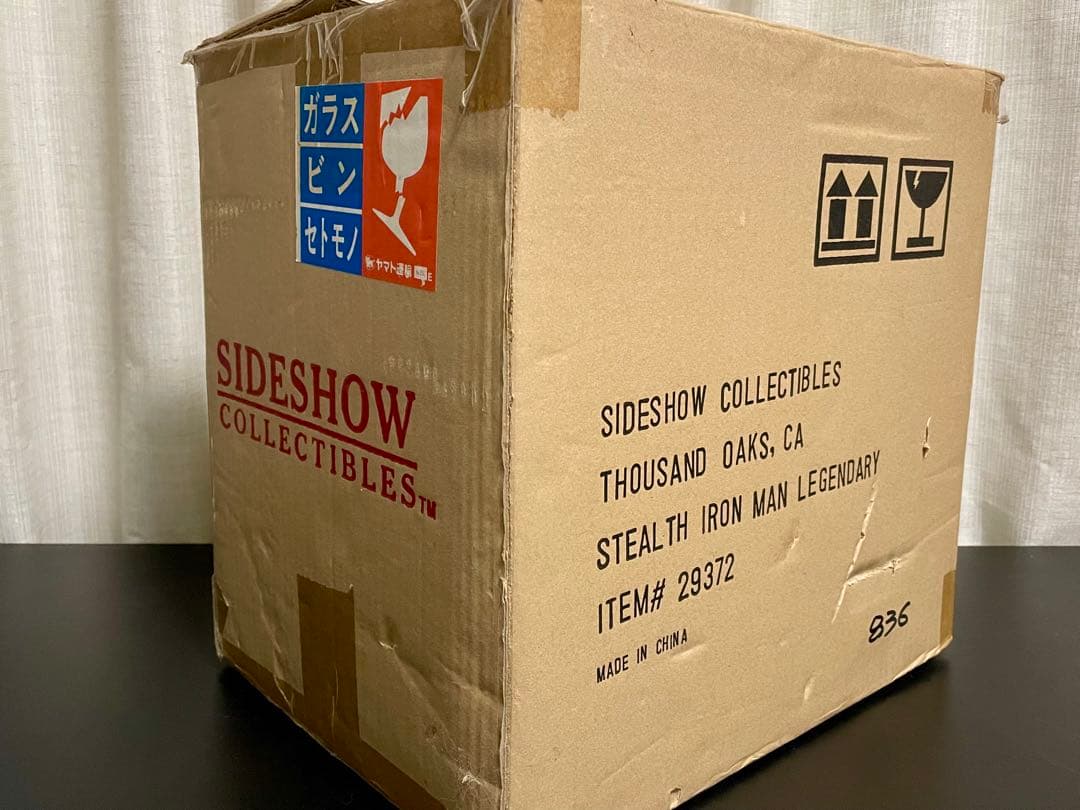 ガラス
ビン
セトモノ
ヤマト運輸
SIDESHOW
COLLECTIBLES™
SIDESHOW COLLECTIBLES
THOUSAND OAKS, CA
STEALTH IRON MAN LEGENDARY
ITEM# 29372
MADE IN CHINA
836